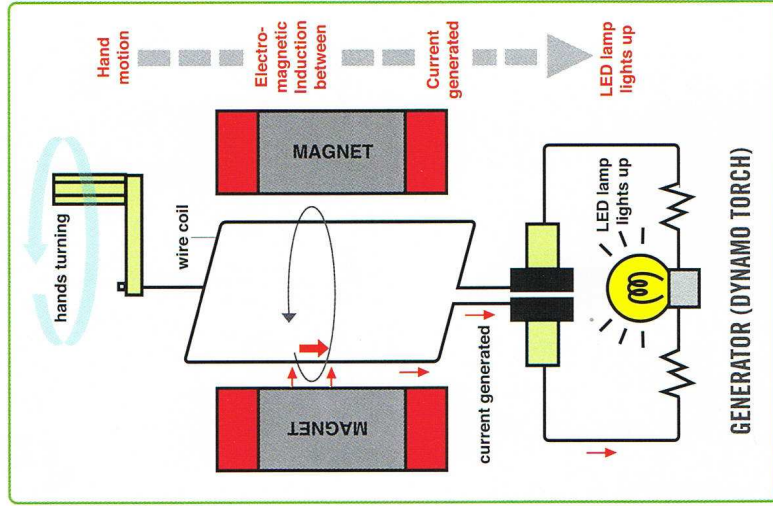 hands turning
wire coil
MAGNET
MAGNET
current generated
LED lamp
lights up
Hand
motion
Electro-
magnetic
Induction
between
Current
generated
LED lamp
lights up
GENERATOR (DYNAMO TORCH)